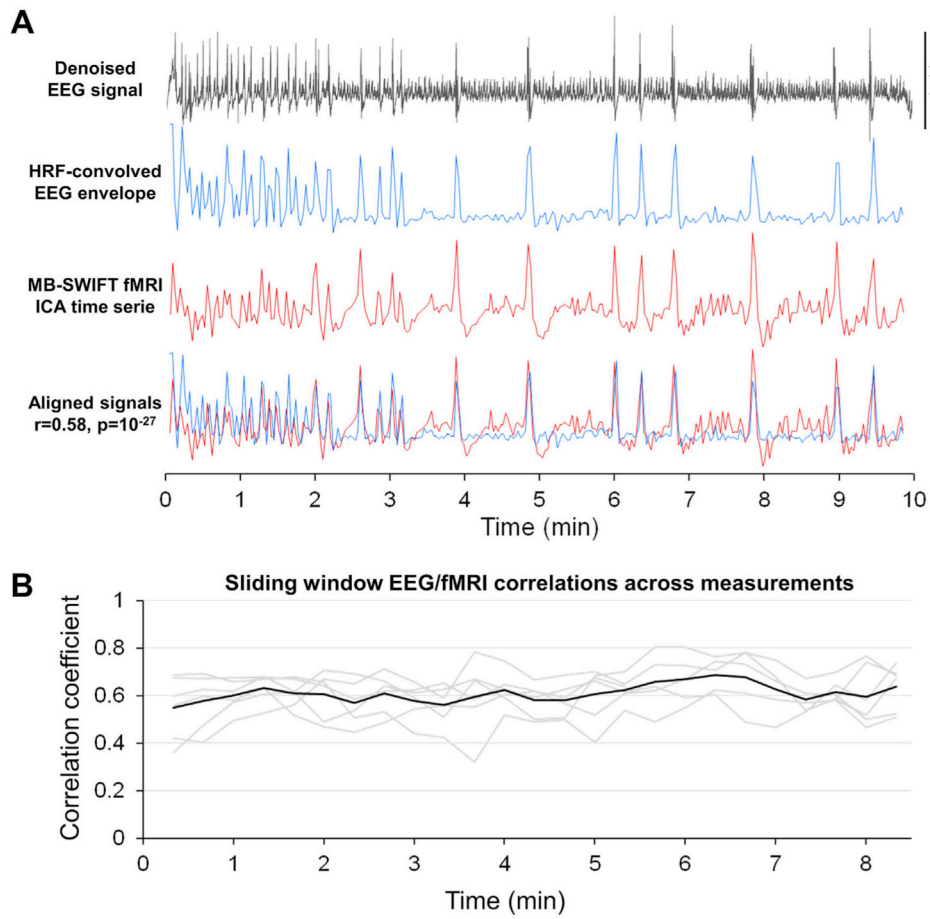 A
Denoised
EEG signal
HRF-convolved
EEG envelope
MB-SWIFT fMRI
ICA time serie
Aligned signals
r=0.58, p=10⁻²⁷
0 1 2 3 4 5 6 7 8 9 10
Time (min)
B
Sliding window EEG/fMRI correlations across measurements
Correlation coefficient
1
0.8
0.6
0.4
0.2
0
0 1 2 3 4 5 6 7 8
Time (min)